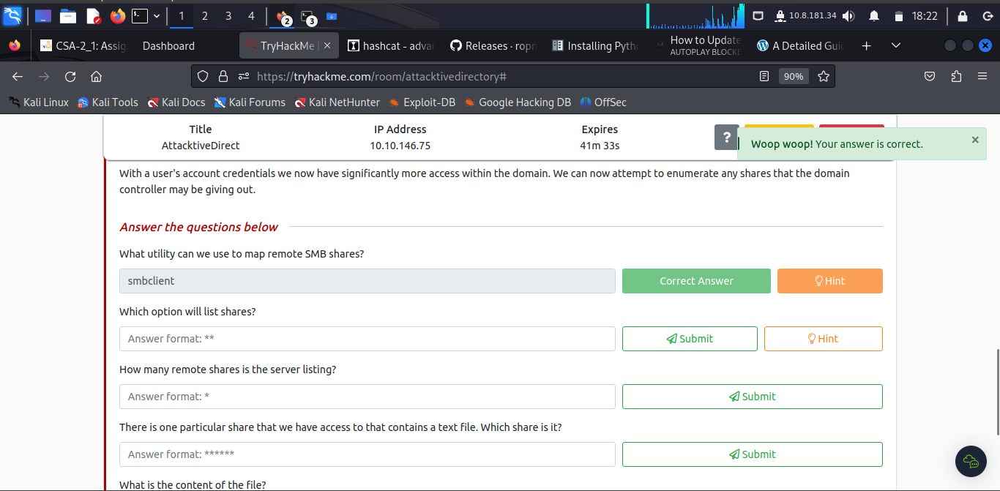 1 2 3 4 2 3 10.8.181.34 18:22
CSA-2_1: Assig Dashboard TryHackMe | hashcat - advan Releases · ropn Installing Pytho How to Update A Detailed Gui
AUTOPLAY BLOCKE
https://tryhackme.com/room/attacktivedirectory# 90%
Kali Linux Kali Tools Kali Docs Kali Forums Kali NetHunter Exploit-DB Google Hacking DB OffSec
Title IP Address Expires
AttacktiveDirect 10.10.146.75 41m 33s ?
Woop woop! Your answer is correct. ×
With a user's account credentials we now have significantly more access within the domain. We can now attempt to enumerate any shares that the domain
controller may be giving out.
Answer the questions below
What utility can we use to map remote SMB shares?
smbclient Correct Answer Hint
Which option will list shares?
Answer format: ** Submit Hint
How many remote shares is the server listing?
Answer format: * Submit
There is one particular share that we have access to that contains a text file. Which share is it?
Answer format: ****** Submit
What is the content of the file?